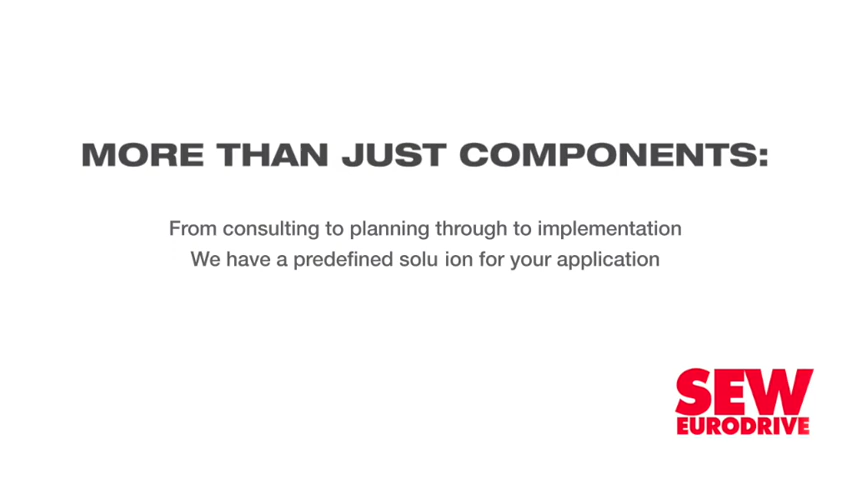 MORE THAN JUST COMPONENTS:
From consulting to planning through to implementation
We have a predefined solu ion for your application
SEW
EURODRIVE